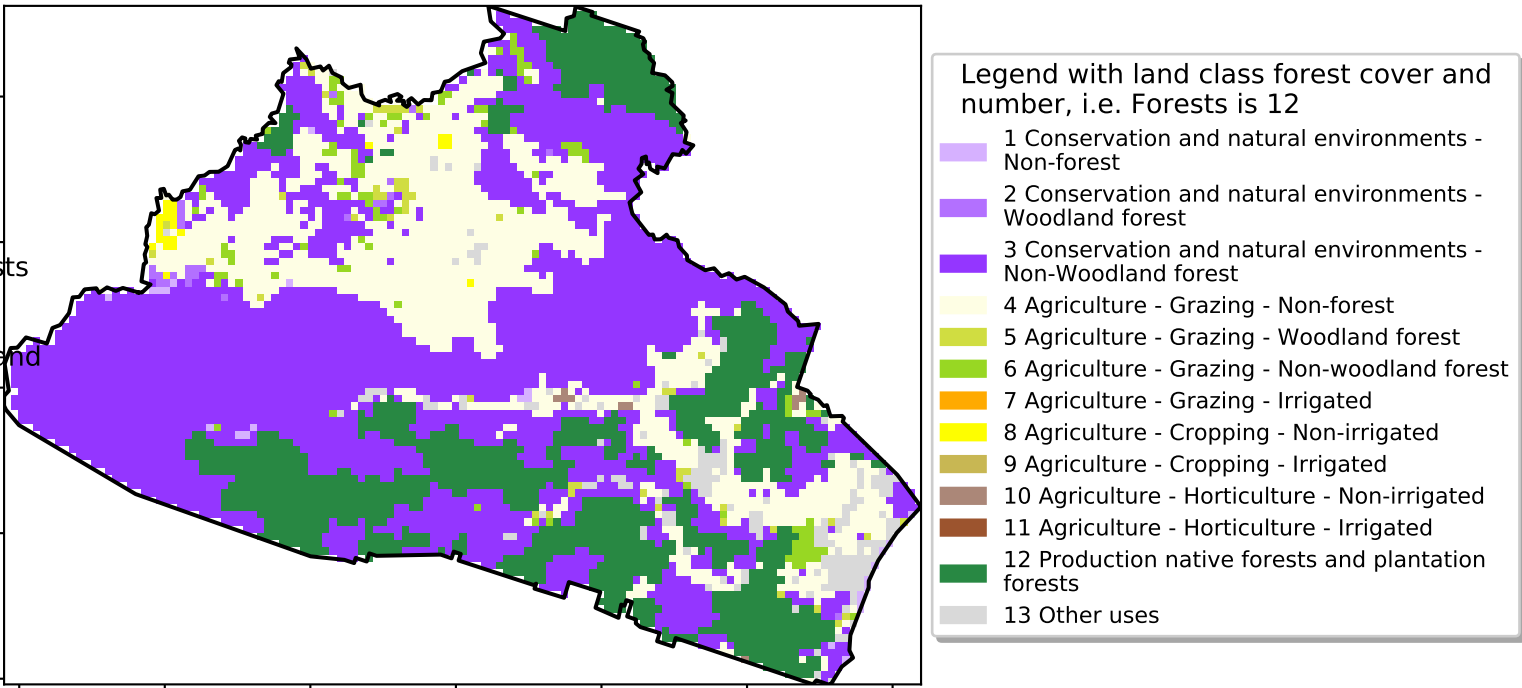 Legend with land class forest cover and
number, i.e. Forests is 12
1 Conservation and natural environments -
Non-forest
2 Conservation and natural environments -
Woodland forest
3 Conservation and natural environments -
Non-Woodland forest
4 Agriculture - Grazing - Non-forest
5 Agriculture - Grazing - Woodland forest
6 Agriculture - Grazing - Non-woodland forest
7 Agriculture - Grazing - Irrigated
8 Agriculture - Cropping - Non-irrigated
9 Agriculture - Cropping - Irrigated
10 Agriculture - Horticulture - Non-irrigated
11 Agriculture - Horticulture - Irrigated
12 Production native forests and plantation
forests
13 Other uses
sts
and